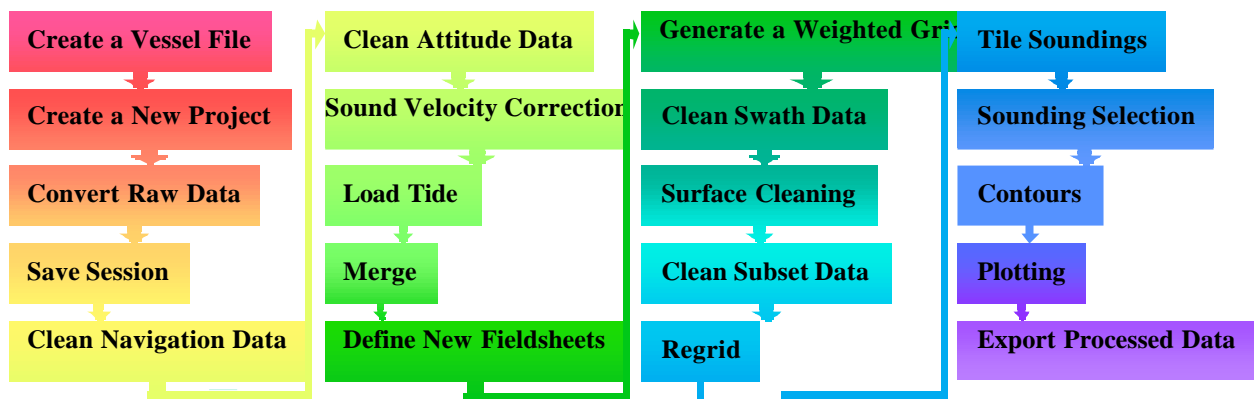 Create a Vessel File
Create a New Project
Convert Raw Data
Save Session
Clean Navigation Data
Clean Attitude Data
Sound Velocity Correction
Load Tide
Merge
Define New Fieldsheets
Generate a Weighted Gri
Clean Swath Data
Surface Cleaning
Clean Subset Data
Regrid
Tile Soundings
Sounding Selection
Contours
Plotting
Export Processed Data